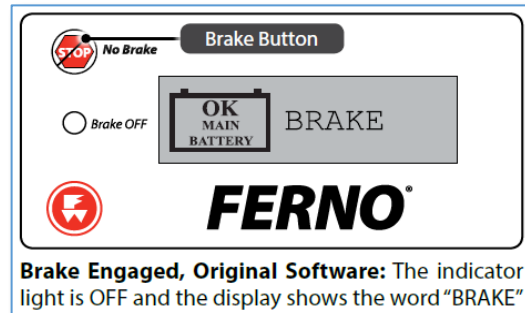 Brake Button
STOP No Brake
Brake OFF
OK
MAIN
BATTERY
BRAKE
FERNO®
Brake Engaged, Original Software: The indicator
light is OFF and the display shows the word “BRAKE”